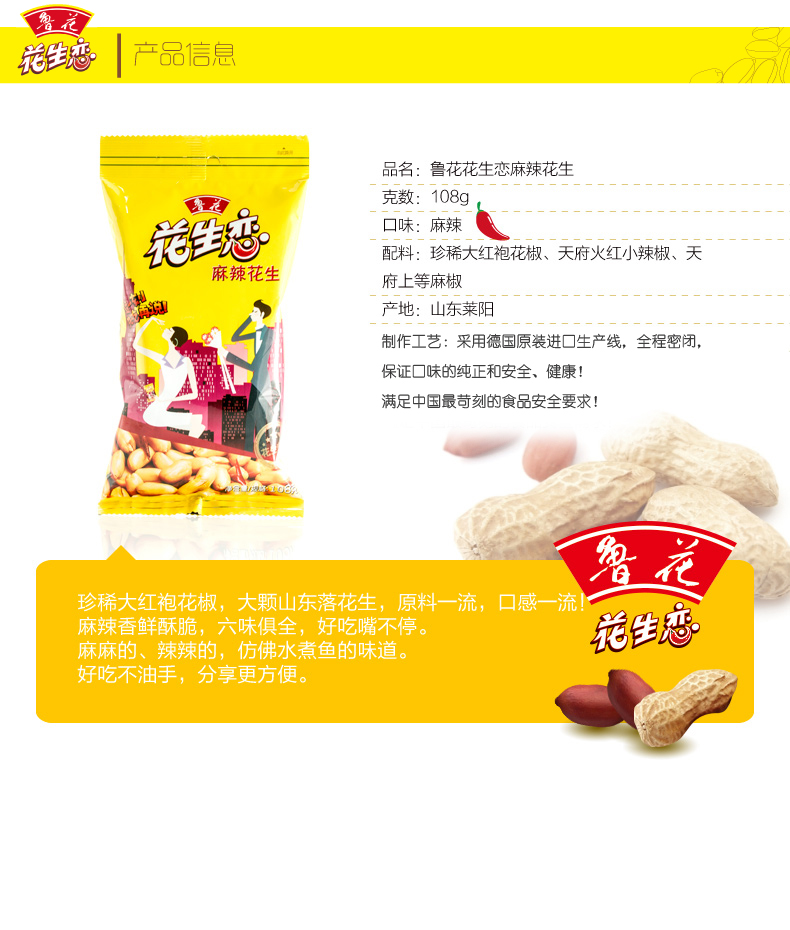 鲁花
花生恋
产品信息
鲁花
花生恋
麻辣花生
品名：鲁花花生恋麻辣花生
克数：108g
口味：麻辣
配料：珍稀大红袍花椒、天府火红小辣椒、天
府上等麻椒
产地：山东莱阳
制作工艺：采用德国原装进口生产线，全程密闭，
保证口味的纯正和安全、健康！
满足中国最苛刻的食品安全要求！
鲁花
花生恋
珍稀大红袍花椒，大颗山东落花生，原料一流，口感一流！
麻辣香鲜酥脆，六味俱全，好吃嘴不停。
麻麻的、辣辣的，仿佛水煮鱼的味道。
好吃不油手，分享更方便。